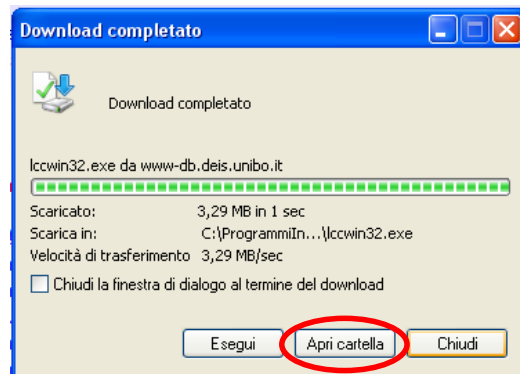 Download completato
Download completato
lccwin32.exe da www-db.deis.unibo.it
Scaricato: 3,29 MB in 1 sec
Scarica in: C:\ProgrammiIn...\lccwin32.exe
Velocità di trasferimento 3,29 MB/sec
Chiudi la finestra di dialogo al termine del download
Esegui Apri cartella Chiudi